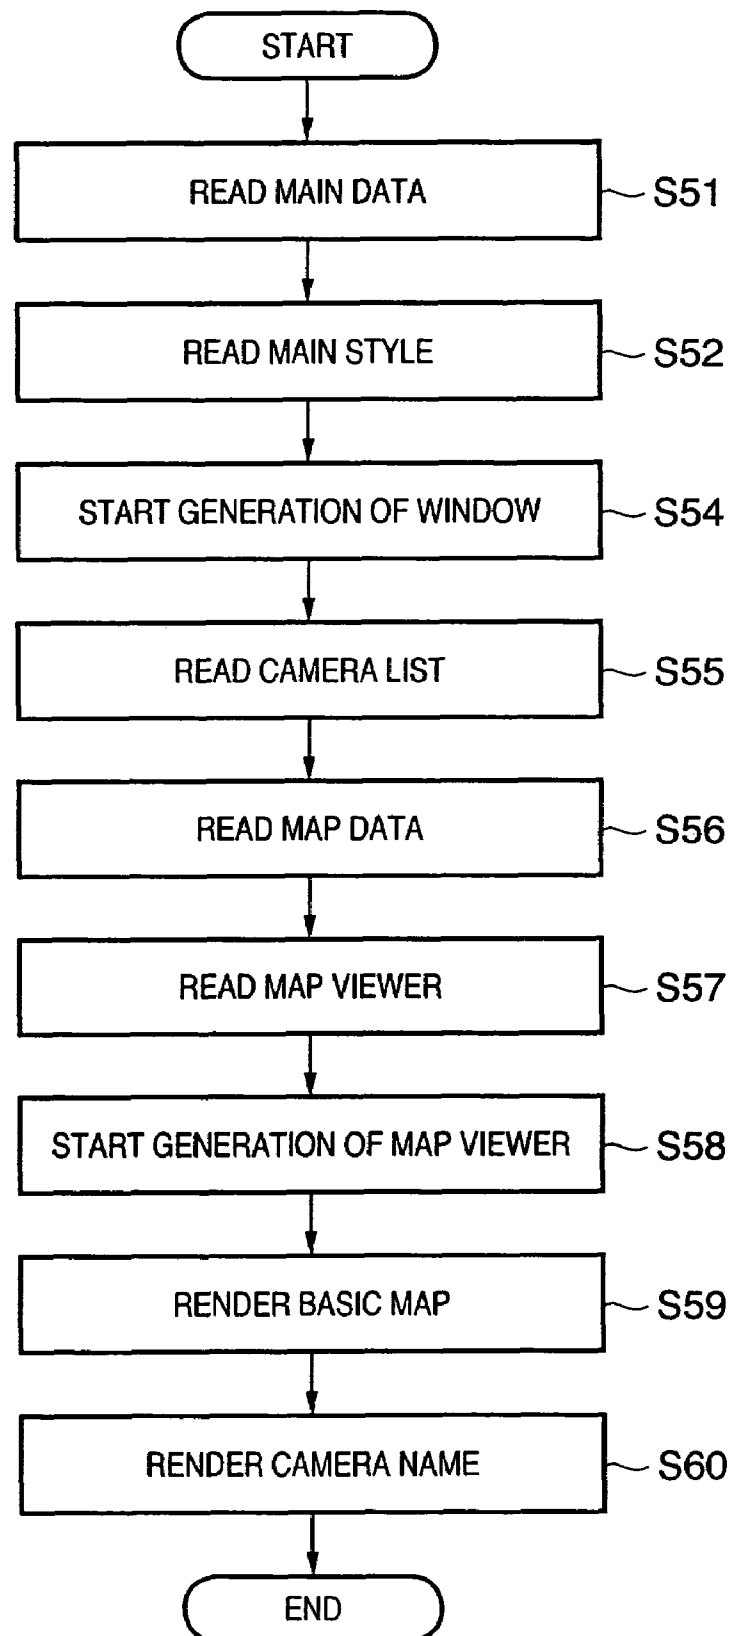 START
READ MAIN DATA
S51
READ MAIN STYLE
S52
START GENERATION OF WINDOW
S54
READ CAMERA LIST
S55
READ MAP DATA
S56
READ MAP VIEWER
S57
START GENERATION OF MAP VIEWER
S58
RENDER BASIC MAP
S59
RENDER CAMERA NAME
S60
END